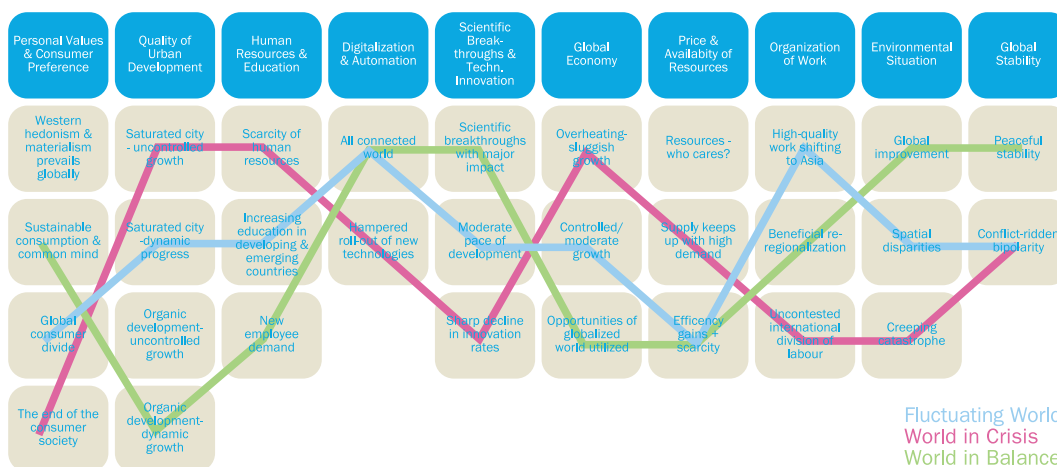 Personal Values
& Consumer
Preference
Quality of
Urban
Development
Human
Resources &
Education
Digitalization
& Automation
Scientific
Break-
throughs &
Techn,
Innovation
Global
Economy
Price &
Availabity of
Resources
Organization
of Work
Environmental
Situation
Global
Stability
Western
hedonism &
materialism
prevails
globally
Saturated city
- uncontrolled
growth
Scarcity of
human
resources
All connected
world
Scientific
breakthroughs
with major
impact
Overheating-
sluggish
growth
Resources -
who cares?
High-quality
work shifting
to Asia
Global
improvement
Peaceful
stability
Sustainable
consumption &
common mind
Saturated city
-dynamic
progress
Increasing
education in
developing &
emerging
countries
Hampered
roll-out of new
technologies
Moderate
pace of
development
Controlled/
moderate
growth
Supply keeps
up with high
demand
Beneficial re-
regionalization
Spatial
disparities
Conflict-ridden
bipolarity
Global
consumer
divide
Organic
development-
uncontrolled
growth
New
employee
demand
Sharp decline
in innovation
rates
Opportunities of
globalized
world utilized
Efficency
gains +
scarcity
Uncontested
international
division of
labour
Creeping
catastrophe
The end of the
consumer
society
Organic
development-
dynamic
growth
Fluctuating World
World in Crisis
World in Balance